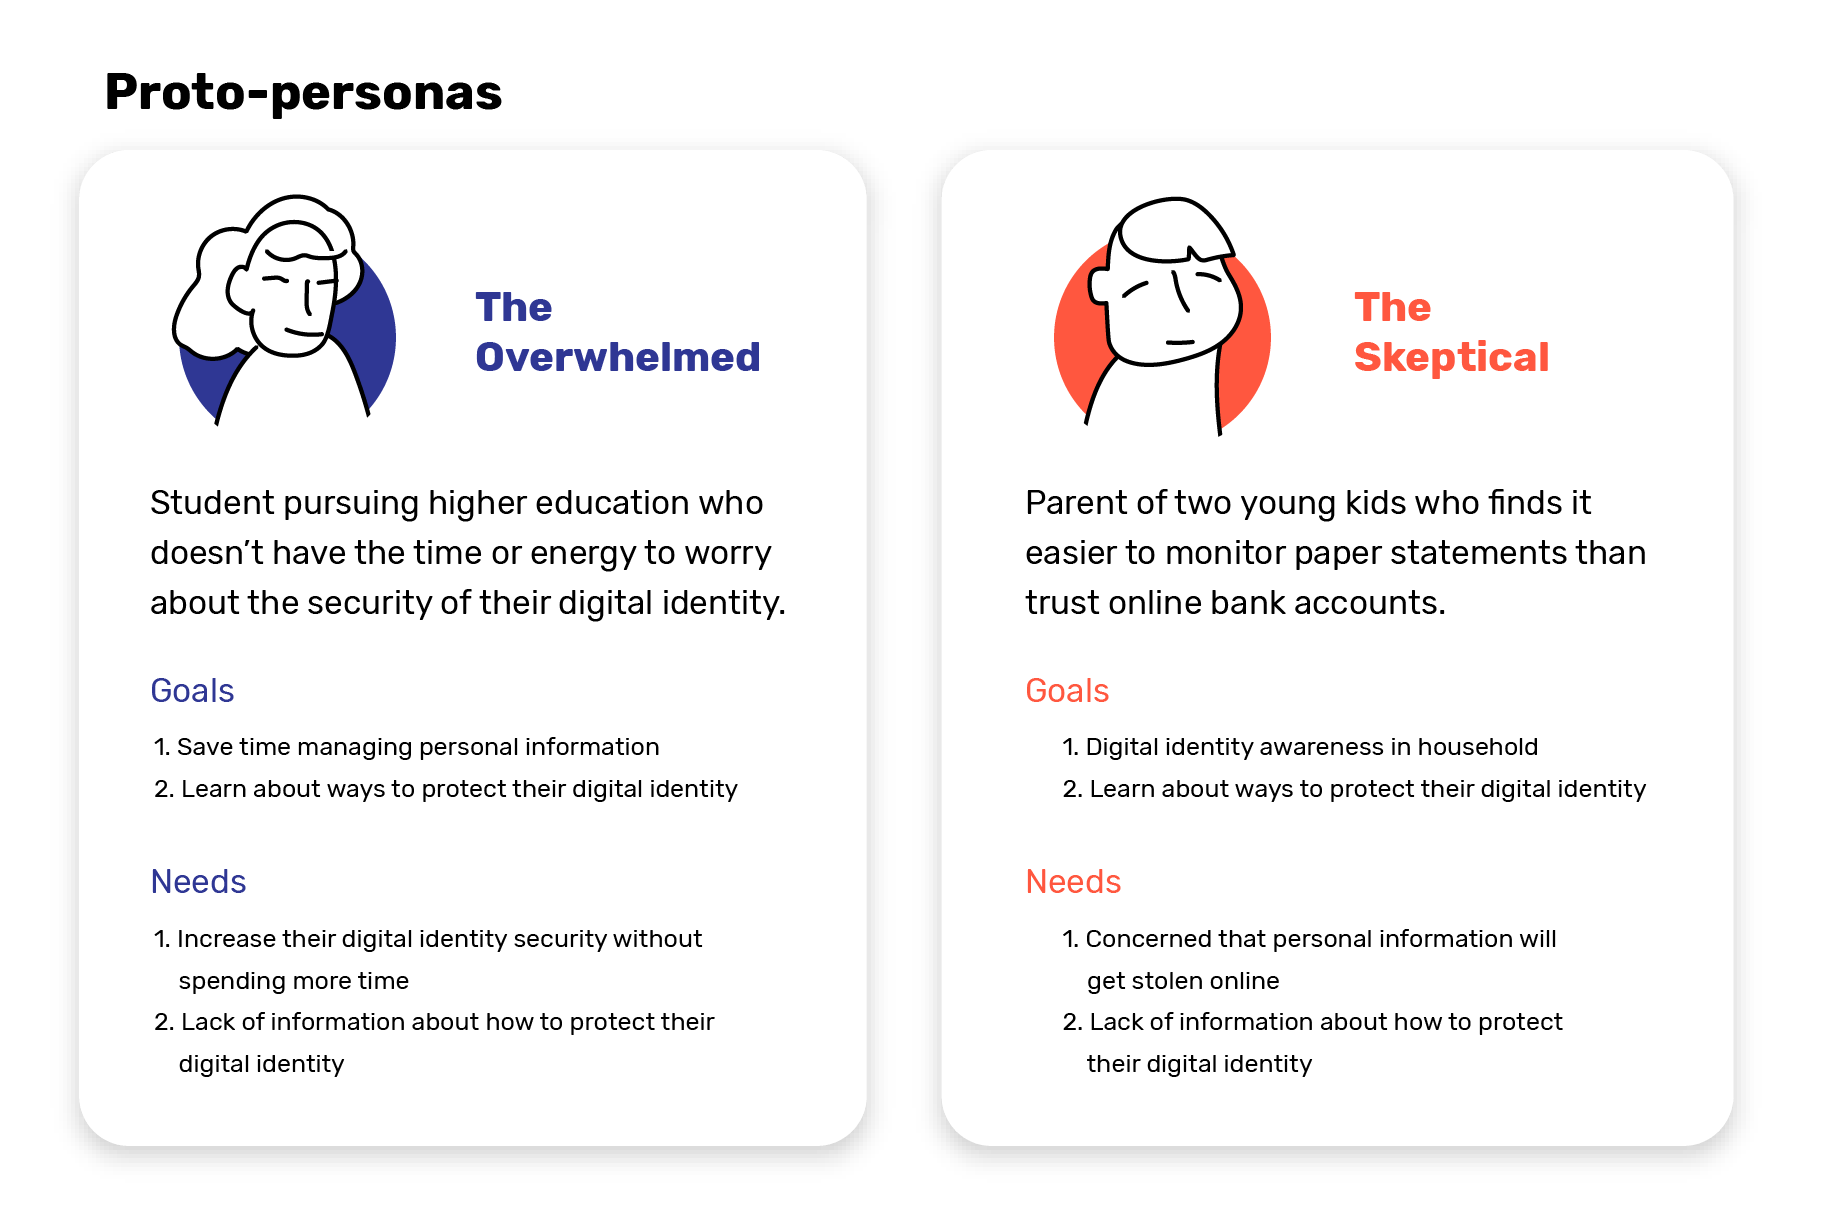 Proto-personas
The
Overwhelmed
Student pursuing higher education who
doesn’t have the time or energy to worry
about the security of their digital identity.
Goals
1. Save time managing personal information
2. Learn about ways to protect their digital identity
Needs
1. Increase their digital identity security without
spending more time
2. Lack of information about how to protect their
digital identity
The
Skeptical
Parent of two young kids who finds it
easier to monitor paper statements than
trust online bank accounts.
Goals
1. Digital identity awareness in household
2. Learn about ways to protect their digital identity
Needs
1. Concerned that personal information will
get stolen online
2. Lack of information about how to protect
their digital identity